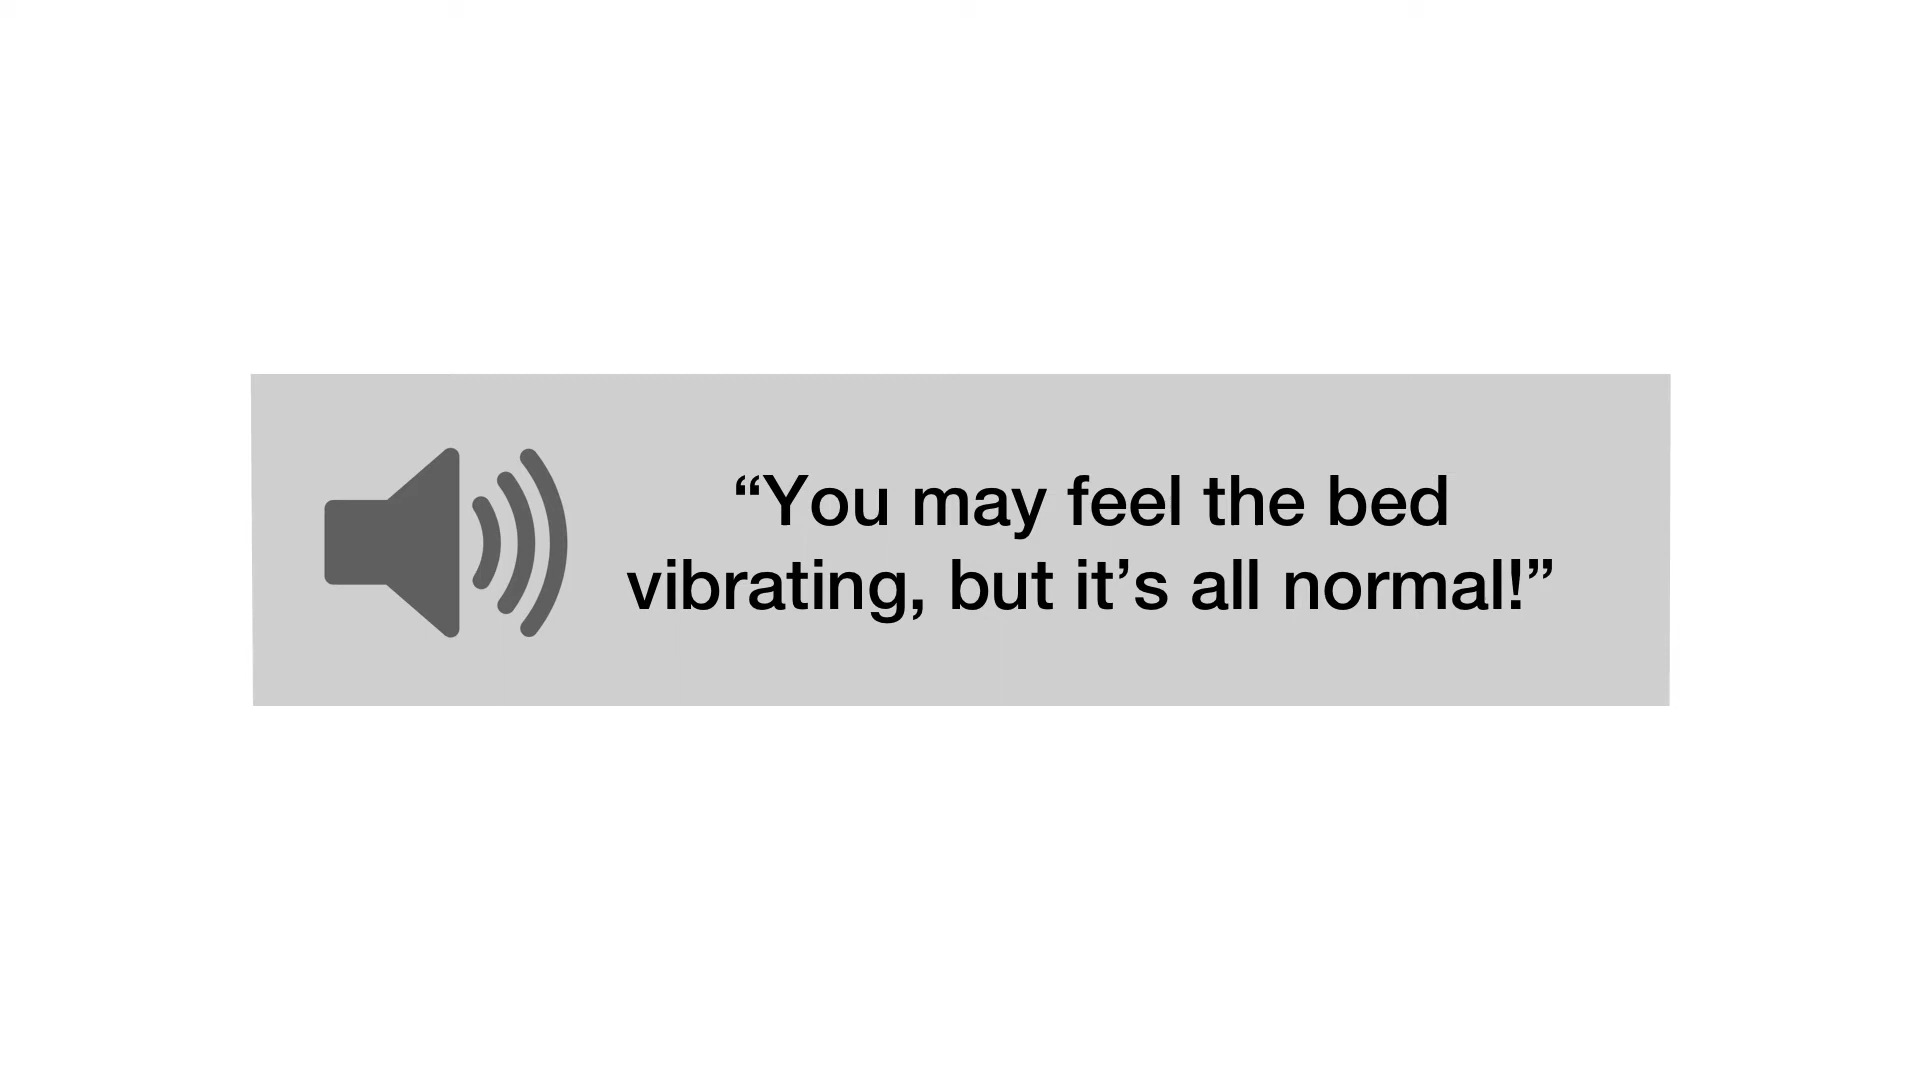 “You may feel the bed
vibrating, but it’s all normal!”